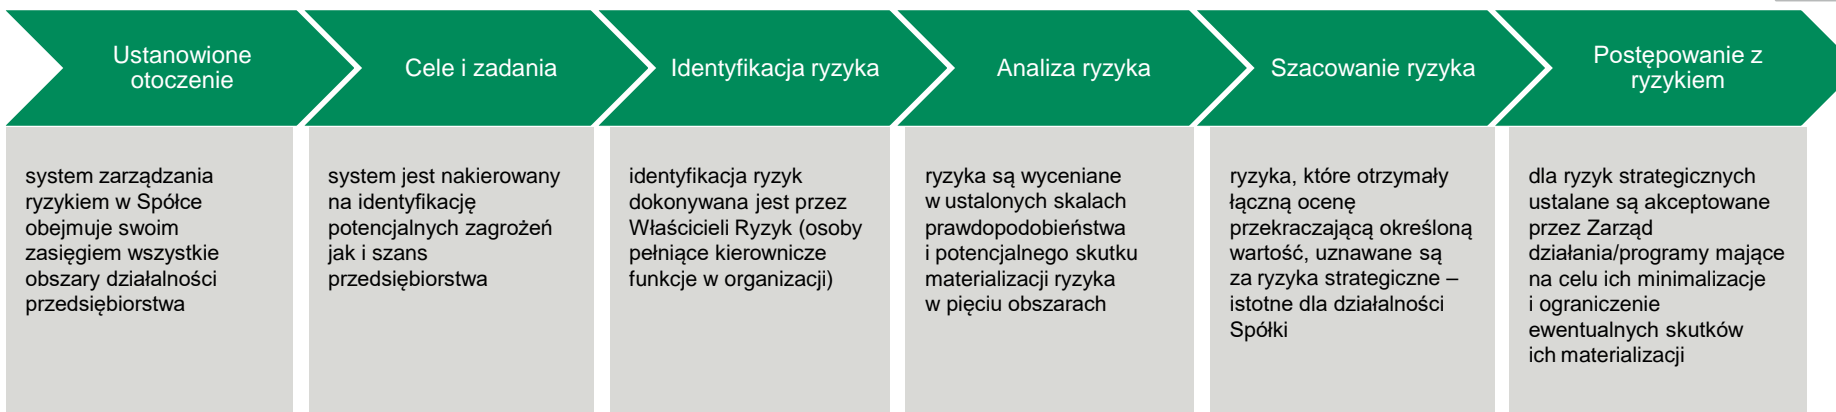 Ustanowione
otoczenie
Cele i zadania
Identyfikacja ryzyka
Analiza ryzyka
Szacowanie ryzyka
Postępowanie z
ryzykiem
system zarządzania
ryzykiem w Spółce
obejmuje swoim
zasięgiem wszystkie
obszary działalności
przedsiębiorstwa
system jest nakierowany
na identyfikację
potencjalnych zagrożeń
jak i szans
przedsiębiorstwa
identyfikacja ryzyk
dokonywana jest przez
Właścicieli Ryzyk (osoby
pełniące kierownicze
funkcje w organizacji)
ryzyka są wyceniane
w ustalonych skalach
prawdopodobieństwa
i potencjalnego skutku
materializacji ryzyka
w pięciu obszarach
ryzyka, które otrzymały
łączną ocenę
przekraczającą określoną
wartość, uznawane są
za ryzyka strategiczne –
istotne dla działalności
Spółki
dla ryzyk strategicznych
ustalane są akceptowane
przez Zarząd
działania/programy mające
na celu ich minimalizacje
i ograniczenie
ewentualnych skutków
ich materializacji